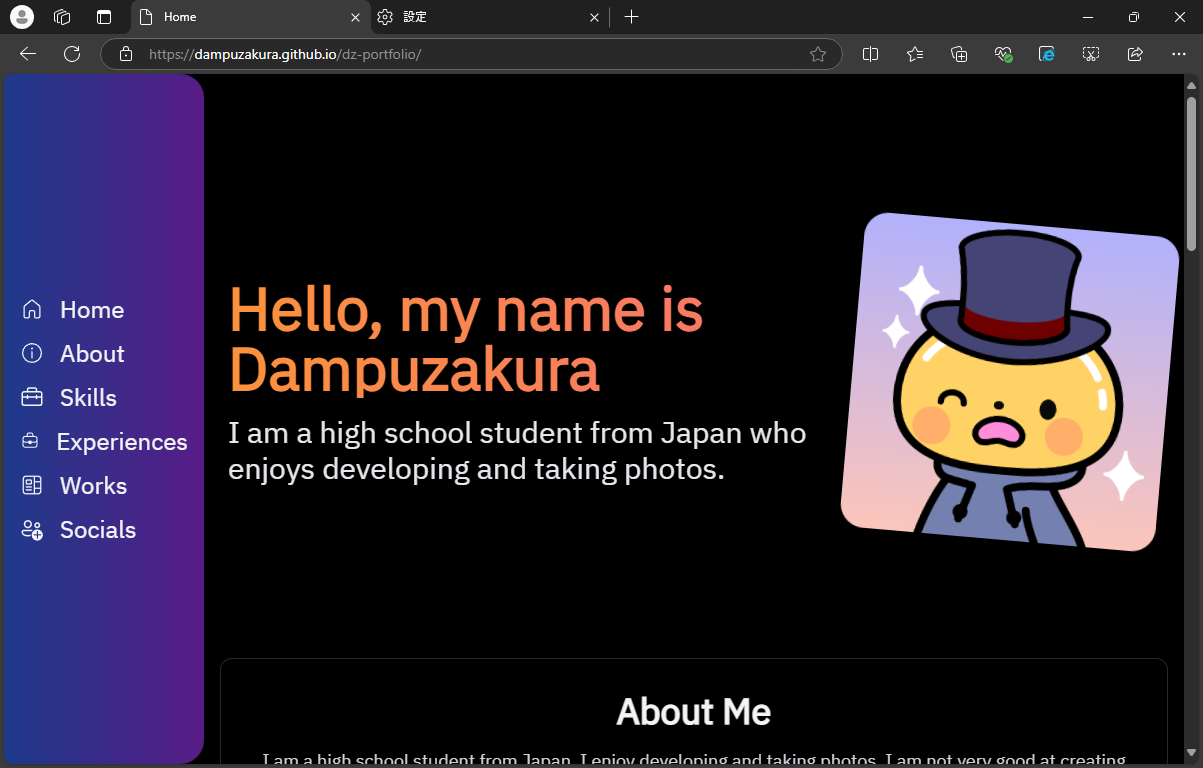 Home
設定
https://dampuzakura.github.io/dz-portfolio/
Home
About
Skills
Experiences
Works
Socials
Hello, my name is
Dampuzakura
I am a high school student from Japan who
enjoys developing and taking photos.
About Me
I am a high school student from Japan. I enjoy developing and taking photos. I am not very good at creating